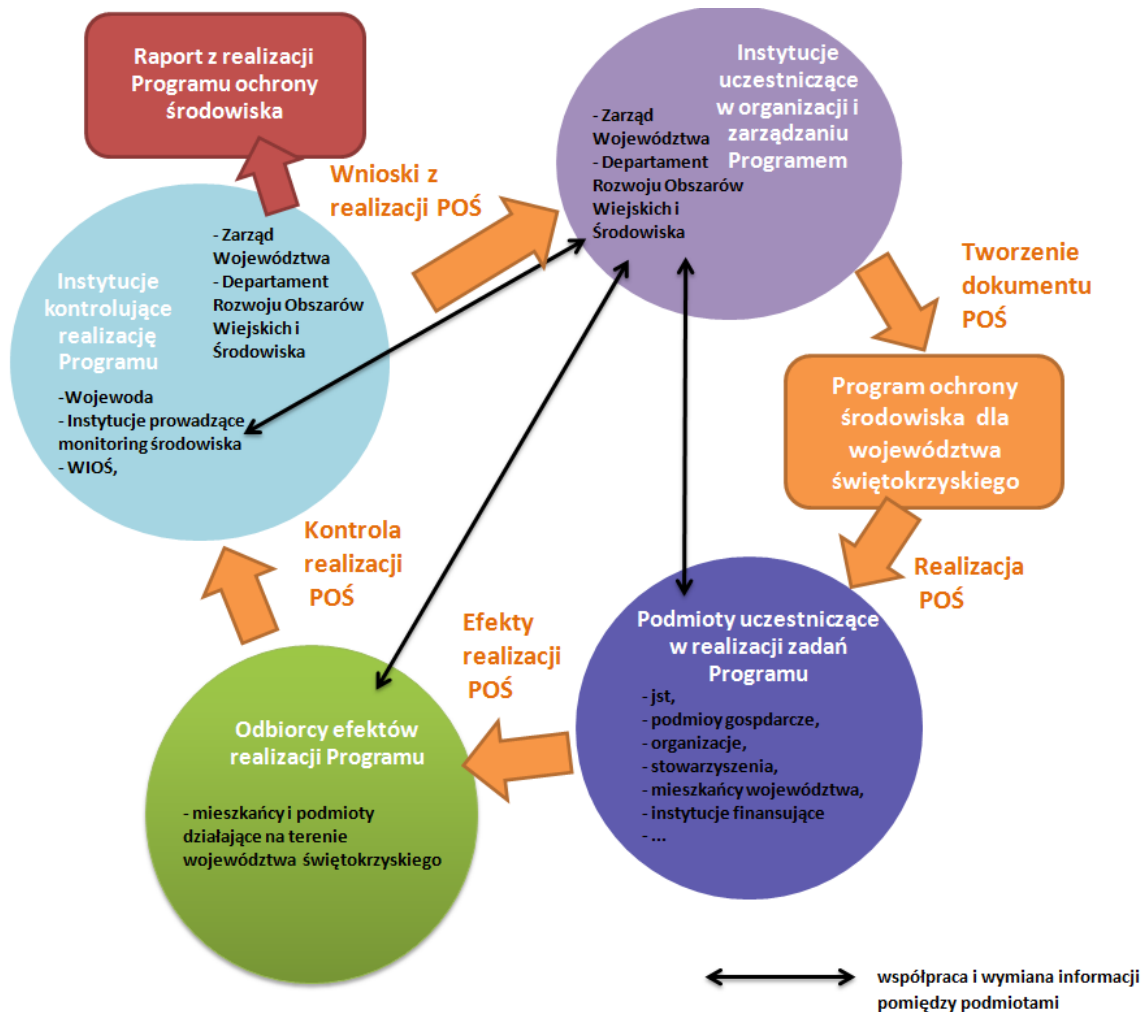 Raport z realizacji
Programu ochrony
środowiska
Instytucje
uczestniczące
w organizacji i
zarządzaniu
Programem
- Zarząd
Województwa
- Departament
Rozwoju Obszarów
Wiejskich i
Środowiska
Wnioski z
realizacji POŚ
- Zarząd
Województwa
- Departament
Rozwoju Obszarów
Wiejskich i
Środowiska
Instytucje
kontrolujące
realizację
Programu
-Wojewoda
- Instytucje prowadzące
monitoring środowiska
- WIOŚ,
Tworzenie
dokumentu
POŚ
Program ochrony
środowiska dla
województwa
świętokrzyskiego
Realizacja
POŚ
Podmioty uczestniczące
w realizacji zadań
Programu
- jst,
- podmioy gospdarcze,
- organizacje,
- stowarzyszenia,
- mieszkańcy województwa,
- instytucje finansujące
- ...
Efekty
realizacji
POŚ
Kontrola
realizacji
POŚ
Odbiorcy efektów
realizacji Programu
- mieszkańcy i podmioty
działające na terenie
województwa świętokrzyskiego
współpraca i wymiana informacji
pomiędzy podmiotami